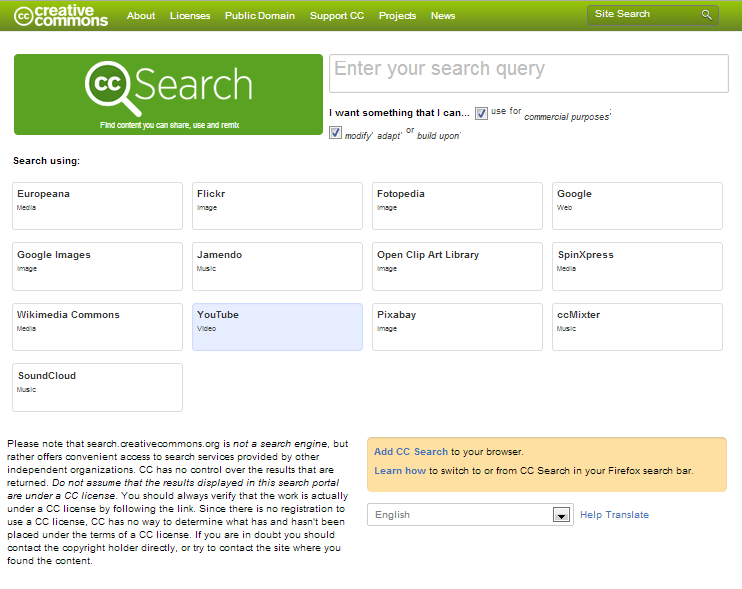 creative commons About Licenses Public Domain Support CC Projects News Site Search
cc Search
Find content you can share, use and remix
Enter your search query
I want something that I can... use for commercial purposes;
modify' adapt' or build upon'
Search using:
Europeana Flickr Fotopedia Google
Media Image Image Web
Google Images Jamendo Open Clip Art Library SpinXpress
Image Music Image Media
Wikimedia Commons YouTube Pixabay ccMixter
Media Video Image Music
SoundCloud
Music
Please note that search.creativecommons.org is not a search engine, but
rather offers convenient access to search services provided by other
independent organizations. CC has no control over the results that are
returned. Do not assume that the results displayed in this search portal
are under a CC license. You should always verify that the work is actually
under a CC license by following the link. Since there is no registration to
use a CC license, CC has no way to determine what has and hasn't been
placed under the terms of a CC license. If you are in doubt you should
contact the copyright holder directly, or try to contact the site where you
found the content.
Add CC Search to your browser.
Learn how to switch to or from CC Search in your Firefox search bar.
English Help Translate